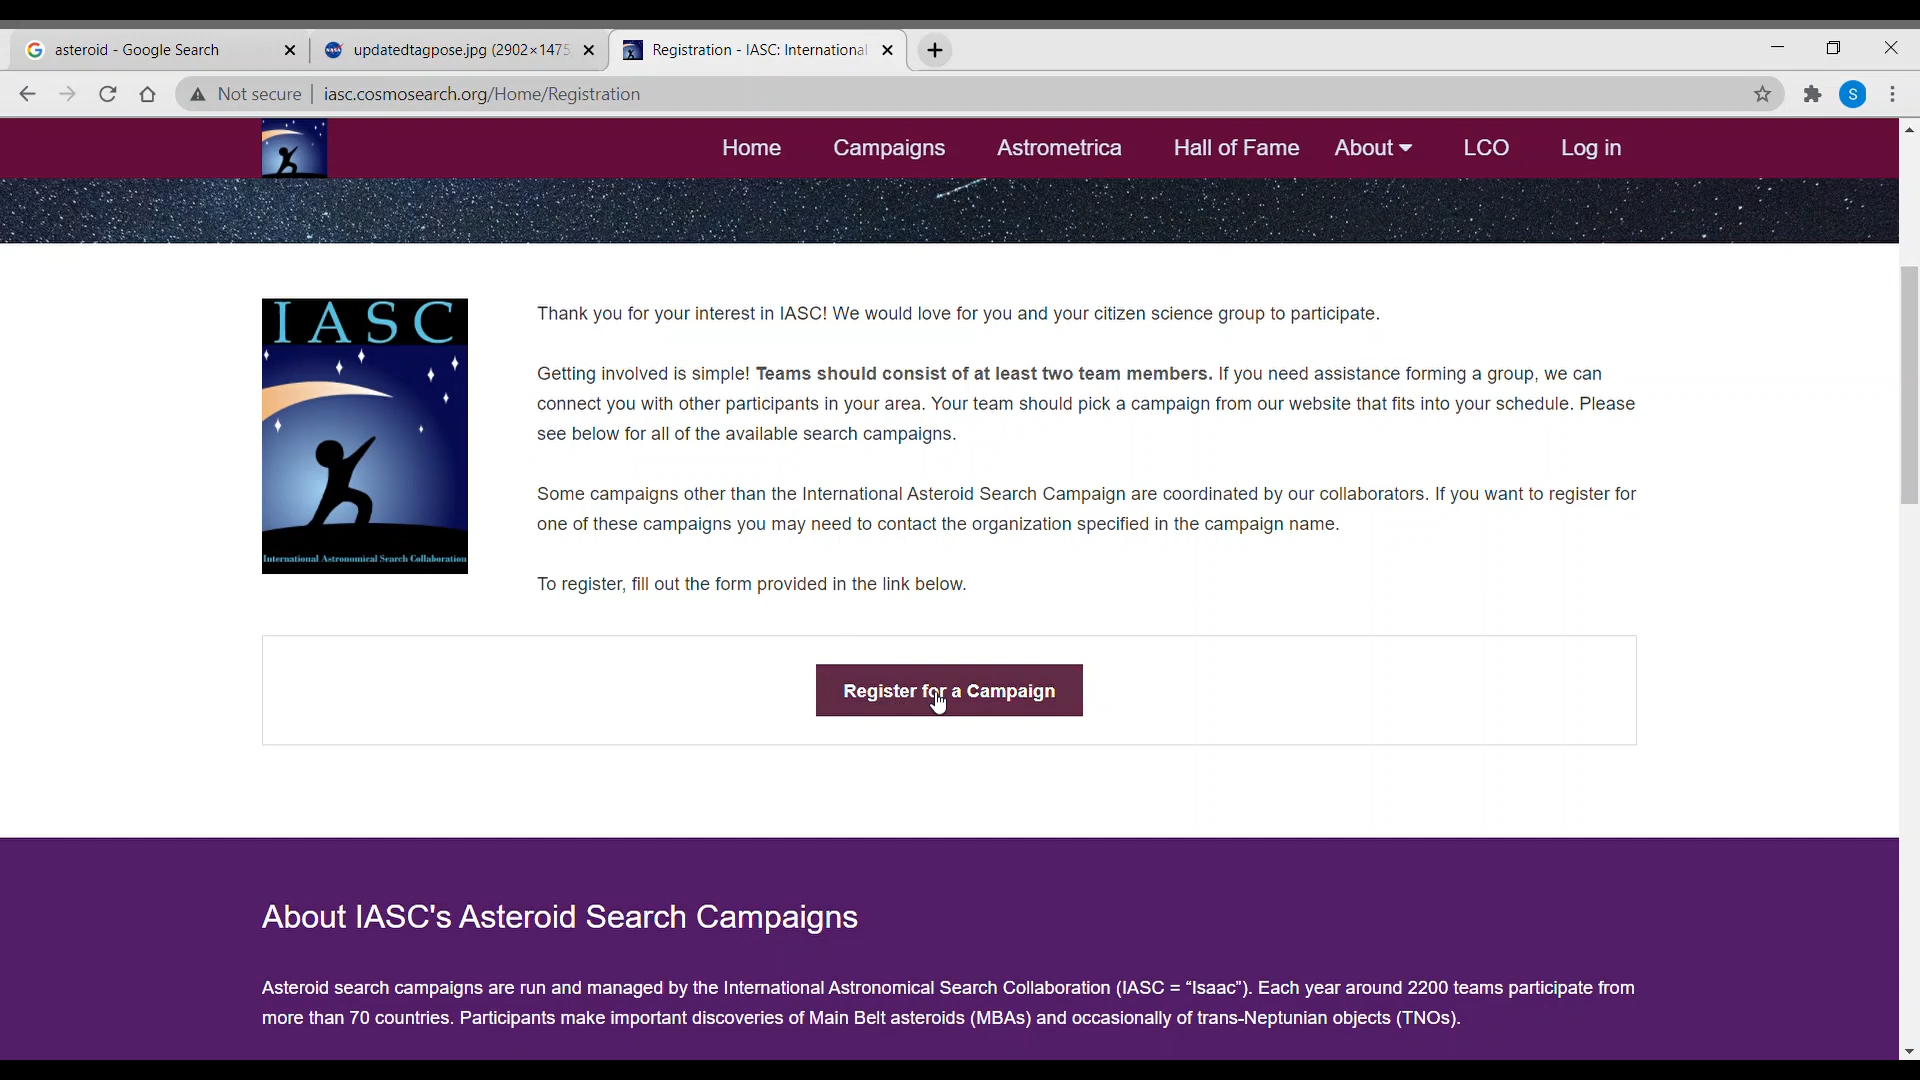 asteroid - Google Search
updatedtagpose.jpg (2902×1475
Registration - IASC: International
Not secure
iasc.cosmosearch.org/Home/Registration
S
Home
Campaigns
Astrometrica
Hall of Fame
About
LCO
Log in
IASC
International Astronomical Search Collaboration
Thank you for your interest in IASC! We would love for you and your citizen science group to participate.
Getting involved is simple! Teams should consist of at least two team members. If you need assistance forming a group, we can
connect you with other participants in your area. Your team should pick a campaign from our website that fits into your schedule. Please
see below for all of the available search campaigns.
Some campaigns other than the International Asteroid Search Campaign are coordinated by our collaborators. If you want to register for
one of these campaigns you may need to contact the organization specified in the campaign name.
To register, fill out the form provided in the link below.
Register for a Campaign
About IASC's Asteroid Search Campaigns
Asteroid search campaigns are run and managed by the International Astronomical Search Collaboration (IASC = “Isaac”). Each year around 2200 teams participate from
more than 70 countries. Participants make important discoveries of Main Belt asteroids (MBAs) and occasionally of trans-Neptunian objects (TNOs).